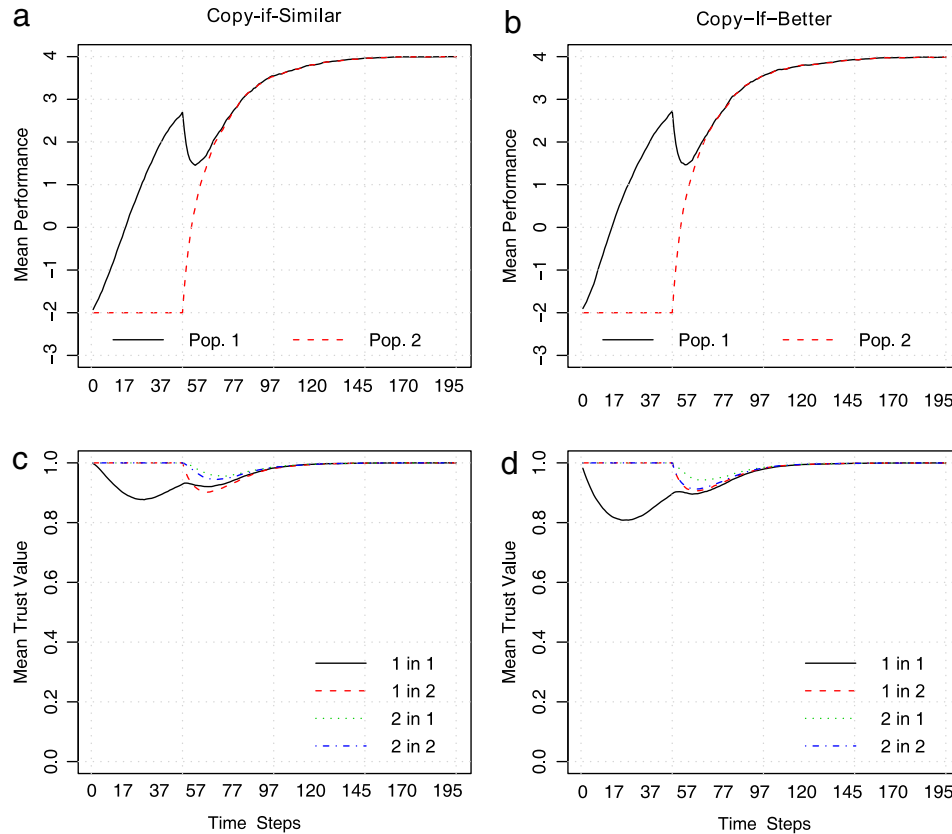 a
Copy-if-Similar
Mean Performance
4
3
2
1
0
−1
−2
−3
Pop. 1
Pop. 2
0 17 37 57 77 97 120 145 170 195
b
Copy−If−Better
Mean Performance
4
3
2
1
0
−1
−2
−3
Pop. 1
Pop. 2
0 17 37 57 77 97 120 145 170 195
c
Mean Trust Value
1.0
0.8
0.6
0.4
0.2
0.0
1 in 1
1 in 2
2 in 1
2 in 2
0 17 37 57 77 97 120 145 170 195
Time Steps
d
Mean Trust Value
1.0
0.8
0.6
0.4
0.2
0.0
1 in 1
1 in 2
2 in 1
2 in 2
0 17 37 57 77 97 120 145 170 195
Time Steps